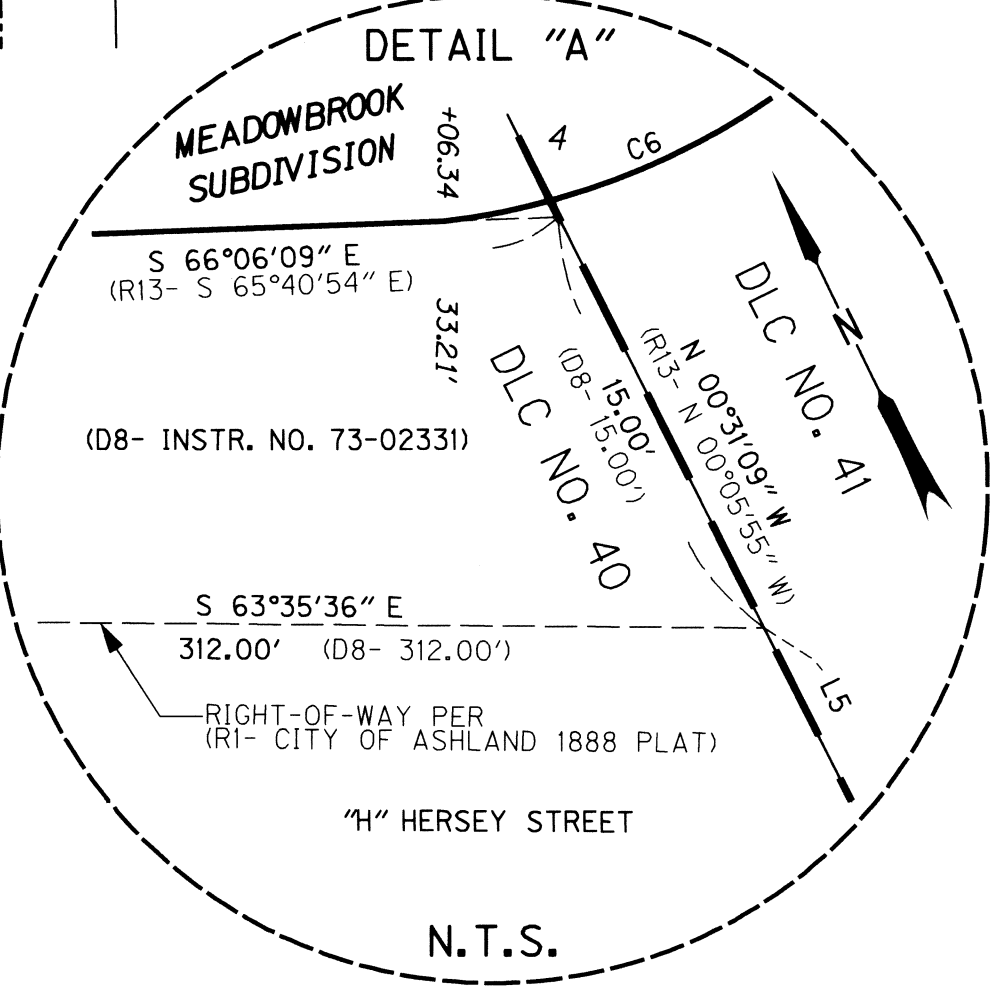 DETAIL "A"
MEADOWBROOK
SUBDIVISION
+06.34
4
C6
S 66°06'09" E
(R13- S 65°40'54" E)
33.21'
DLC NO. 41
N
N 00°31'09" W
(R13- N 00°05'55" W)
15.00'
(D8- 15.00')
DLC NO. 40
(D8- INSTR. NO. 73-02331)
S 63°35'36" E
312.00' (D8- 312.00')
L5
RIGHT-OF-WAY PER
(R1- CITY OF ASHLAND 1888 PLAT)
"H" HERSEY STREET
N.T.S.